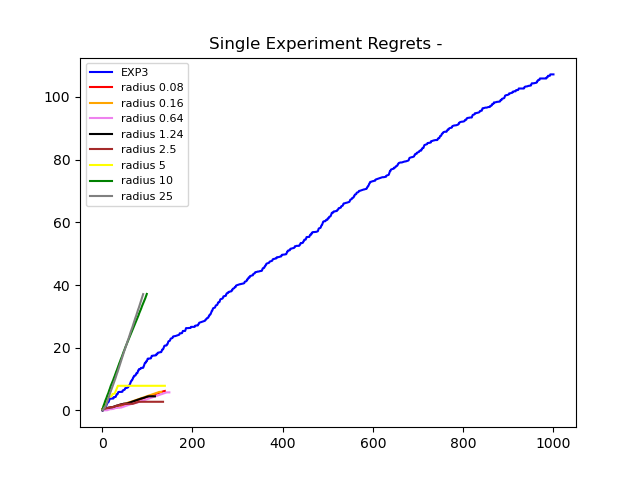 Single Experiment Regrets -
EXP3
radius 0.08
radius 0.16
radius 0.64
radius 1.24
radius 2.5
radius 5
radius 10
radius 25
100
80
60
40
20
0
0 200 400 600 800 1000